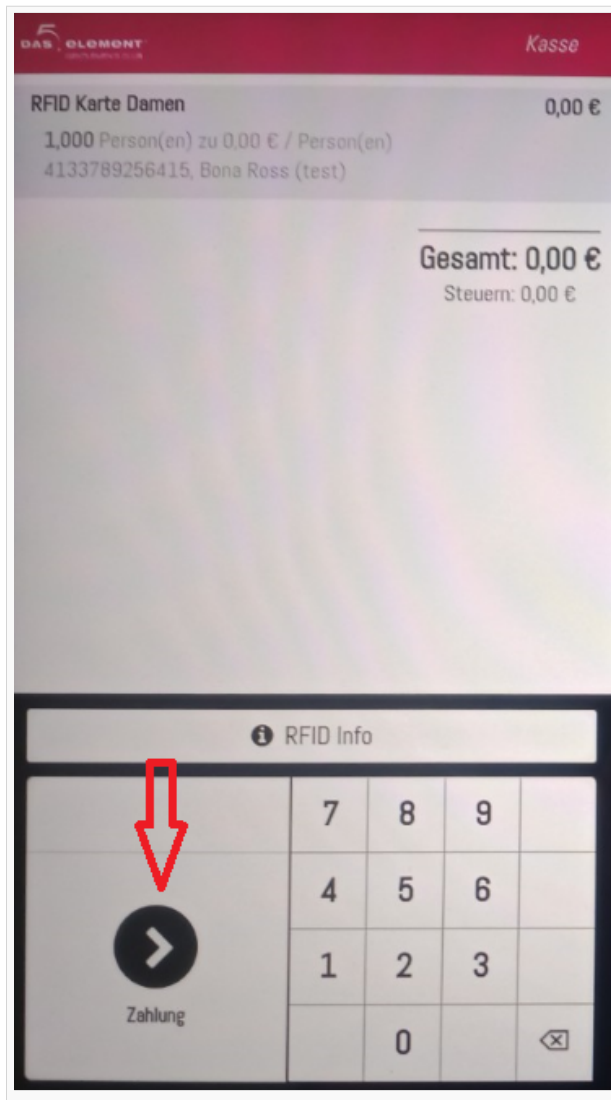 DAS 5 ELEMENT
Kasse
RFID Karte Damen 0,00 €
1,000 Person(en) zu 0,00 € / Person(en)
4133789256415, Bona Ross (test)
Gesamt: 0,00 €
Steuern: 0,00 €
RFID Info
7 8 9
4 5 6
1 2 3
Zahlung
0